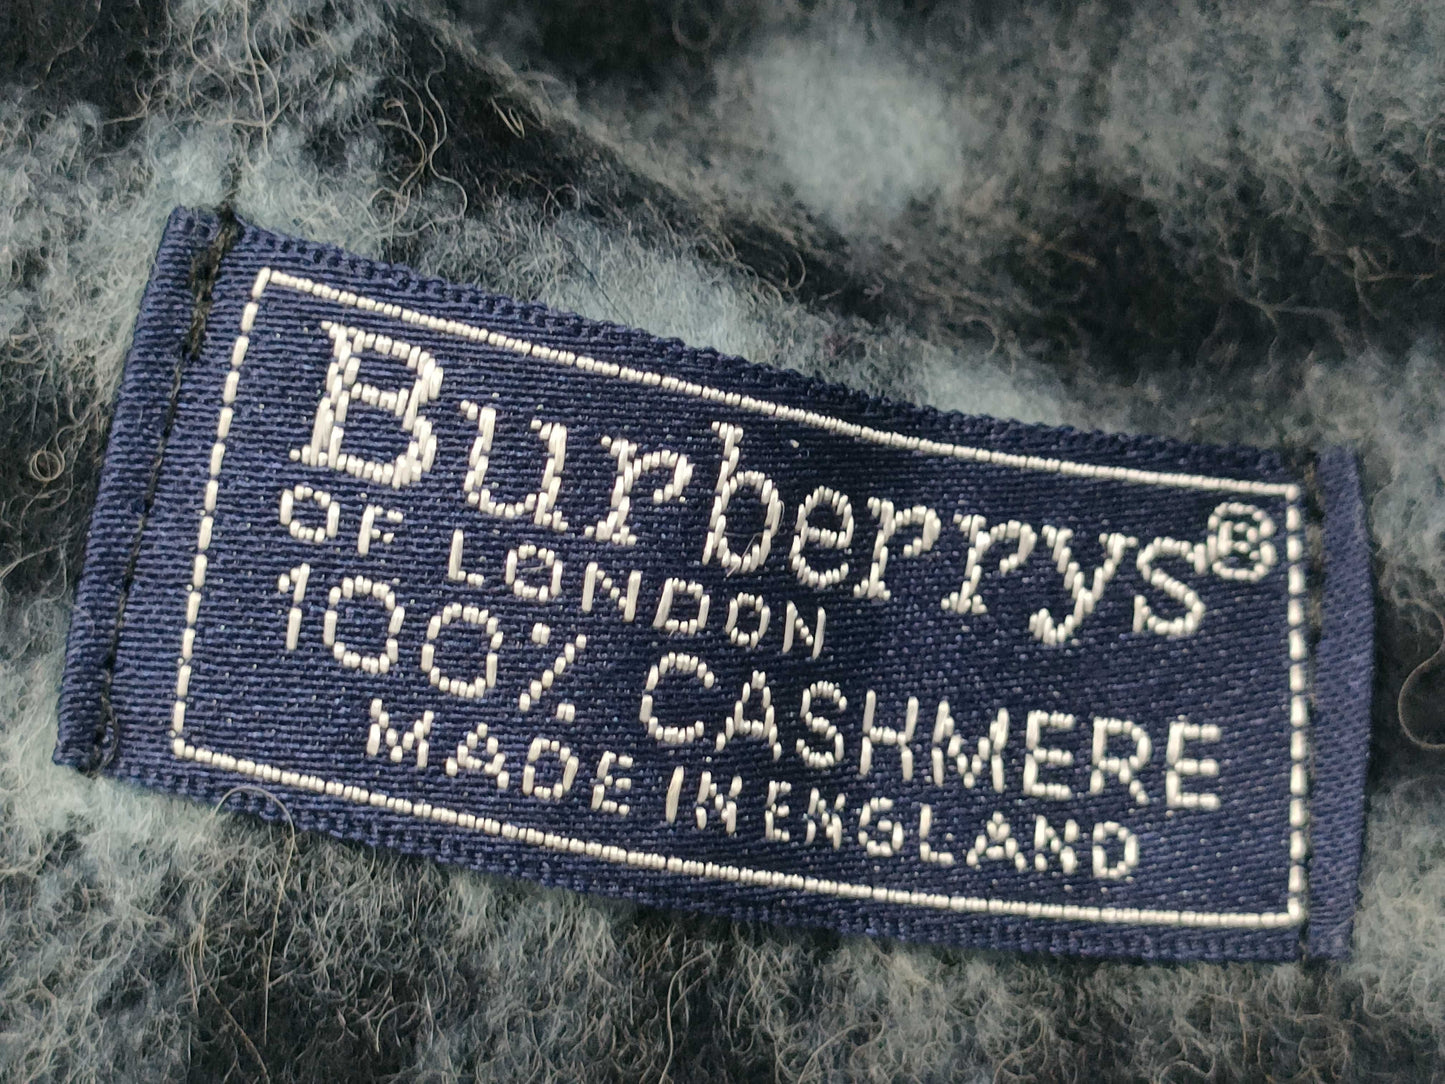 Burberrys®
OF LONDON
100% CASHMERE
MADE IN ENGLAND